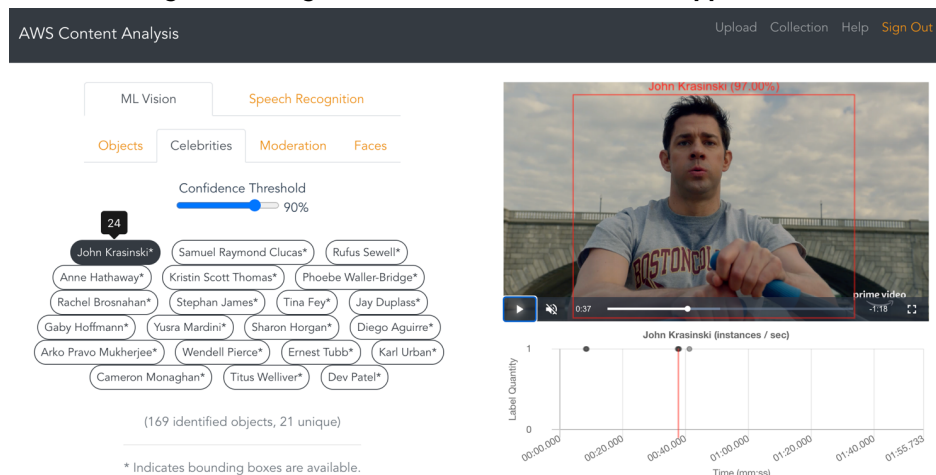 AWS Content Analysis
Upload Collection Help Sign Out
ML Vision Speech Recognition
Objects Celebrities Moderation Faces
Confidence Threshold
90%
24
John Krasinski* Samuel Raymond Clucas* Rufus Sewell*
Anne Hathaway* Kristin Scott Thomas* Phoebe Waller-Bridge*
Rachel Brosnahan* Stephan James* Tina Fey* Jay Duplass*
Gaby Hoffmann* Yusra Mardini* Sharon Horgan* Diego Aguirre*
Arko Pravo Mukherjee* Wendell Pierce* Ernest Tubb* Karl Urban*
Cameron Monaghan* Titus Welliver* Dev Patel*
(169 identified objects, 21 unique)
* Indicates bounding boxes are available.
John Krasinski (97.00%)
BOSTON COL
prime video
0:37 -1:18
John Krasinski (instances / sec)
Label Quantity
1
0
00:00.000 00:20.000 00:40.000 01:00.000 01:20.000 01:40.000 01:55.733
Time (mm:ss)